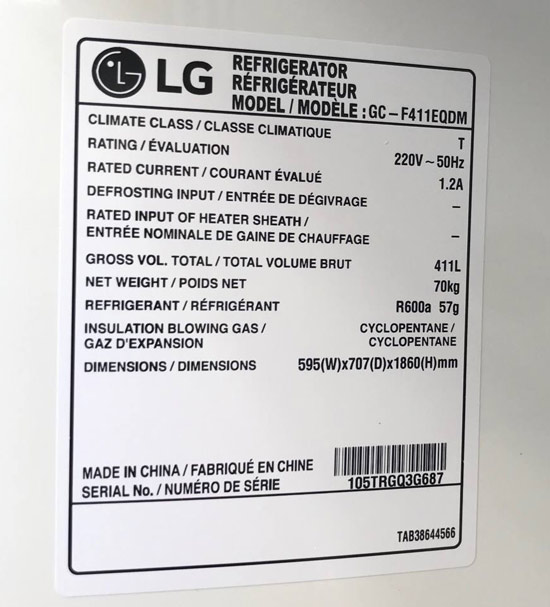 LG
REFRIGERATOR
RÉFRIGÉRATEUR
MODEL / MODÈLE : GC – F411EQDM
CLIMATE CLASS / CLASSE CLIMATIQUE T
RATING / ÉVALUATION 220V ~ 50Hz
RATED CURRENT / COURANT ÉVALUÉ 1.2A
DEFROSTING INPUT / ENTRÉE DE DÉGIVRAGE –
RATED INPUT OF HEATER SHEATH /
ENTRÉE NOMINALE DE GAINE DE CHAUFFAGE –
GROSS VOL. TOTAL / TOTAL VOLUME BRUT 411L
NET WEIGHT / POIDS NET 70kg
REFRIGERANT / RÉFRIGÉRANT R600a 57g
INSULATION BLOWING GAS / CYCLOPENTANE /
GAZ D'EXPANSION CYCLOPENTANE
DIMENSIONS / DIMENSIONS 595(W)x707(D)x1860(H)mm
MADE IN CHINA / FABRIQUÉ EN CHINE
SERIAL No. / NUMÉRO DE SÉRIE 105TRGQ3G687
TAB38644566